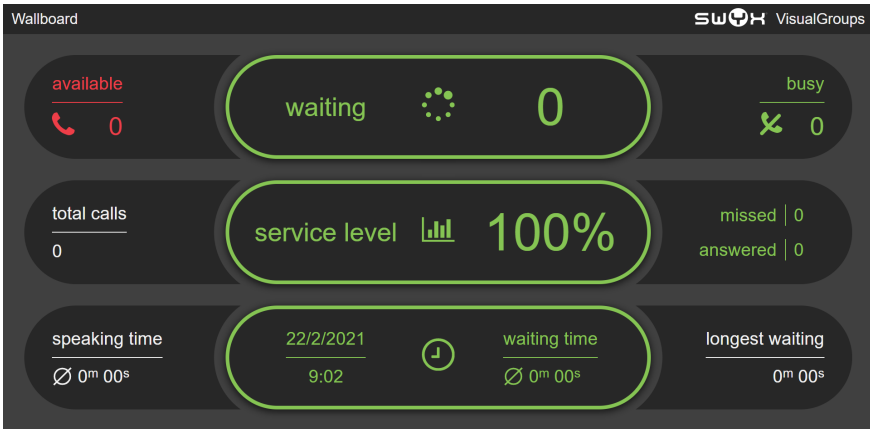 Wallboard
swyx VisualGroups
available
0
waiting
0
busy
0
total calls
0
service level
100%
missed | 0
answered | 0
speaking time
Ø 0ᵐ 00ˢ
22/2/2021
9:02
waiting time
Ø 0ᵐ 00ˢ
longest waiting
0ᵐ 00ˢ